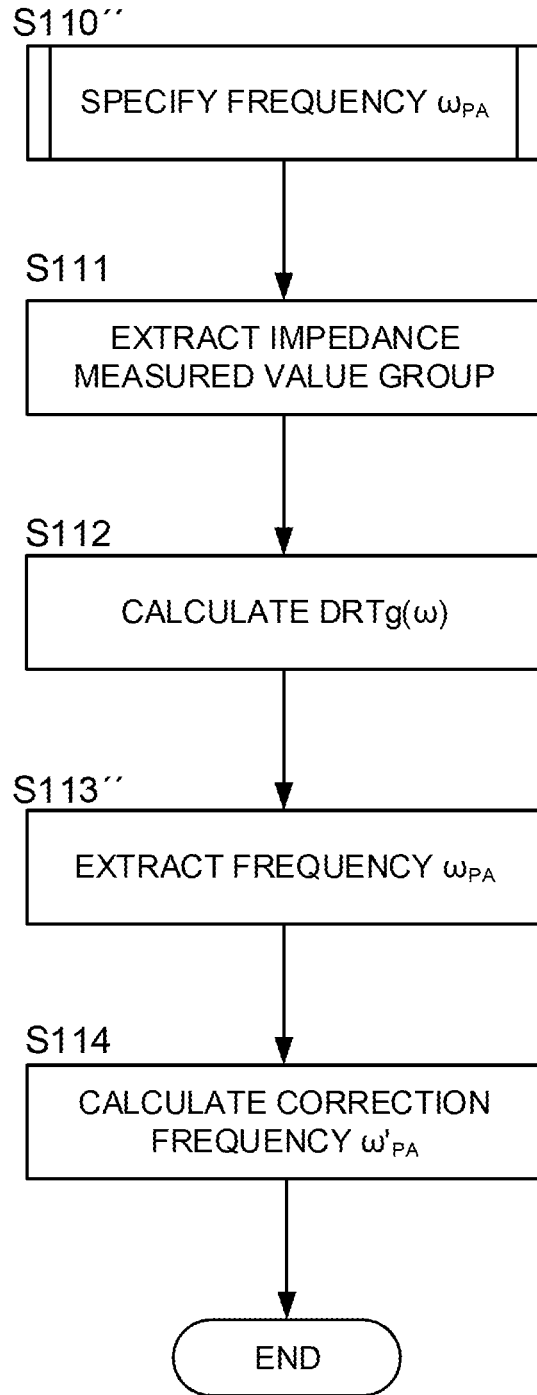 S110´´
SPECIFY FREQUENCY ωPA
S111
EXTRACT IMPEDANCE
MEASURED VALUE GROUP
S112
CALCULATE DRTg(ω)
S113´´
EXTRACT FREQUENCY ωPA
S114
CALCULATE CORRECTION
FREQUENCY ω'PA
END